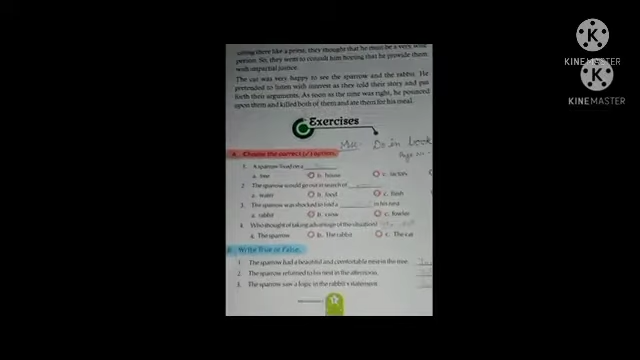 sitting there like a priest, they thought that he must be a very wise
person. So, they went to consult him hoping that he provide them
with impartial justice.
The cat was very happy to see the sparrow and the rabbit. He
pretended to listen with interest as they told their story and put
forth their arguments. As soon as the time was right, he pounced
upon them and killed both of them and ate them for his meal.
Exercises
Do in book
A. Choose the correct (✓) option.
1. A sparrow lived on a
a. tree b. house c. factory
2. The sparrow would go out in search of
a. water b. food c. flesh
3. The sparrow was shocked to find a in his nest.
a. rabbit b. crow c. fowler
4. Who thought of taking advantage of the situation?
a. The sparrow b. The rabbit c. The cat
B. Write True or False.
1. The sparrow had a beautiful and comfortable nest in the tree.
2. The sparrow returned to his nest in the afternoon.
3. The sparrow saw a logic in the rabbit's statement.
KINEMASTER
KINEMASTER